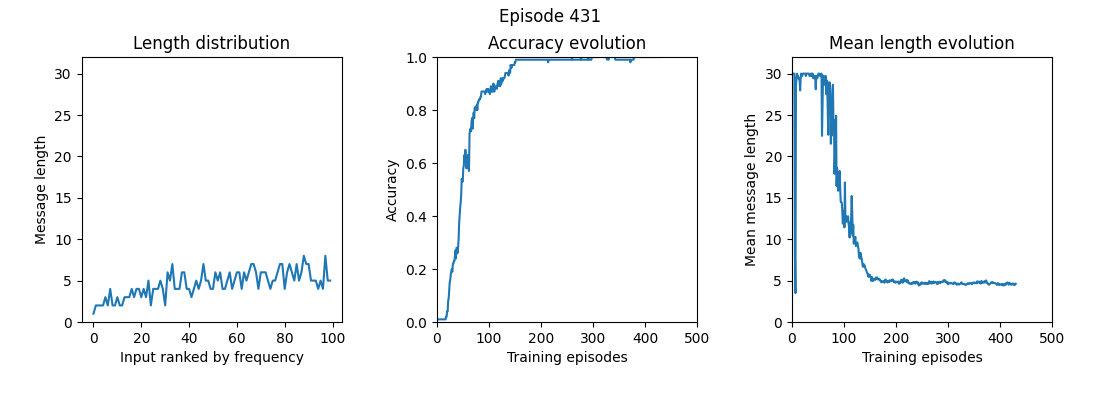 Episode 431
Length distribution
Accuracy evolution
Mean length evolution
Message length
30
25
20
15
10
5
0
0 20 40 60 80 100
Input ranked by frequency
Accuracy
1.0
0.8
0.6
0.4
0.2
0.0
0 100 200 300 400 500
Training episodes
Mean message length
30
25
20
15
10
5
0
0 100 200 300 400 500
Training episodes